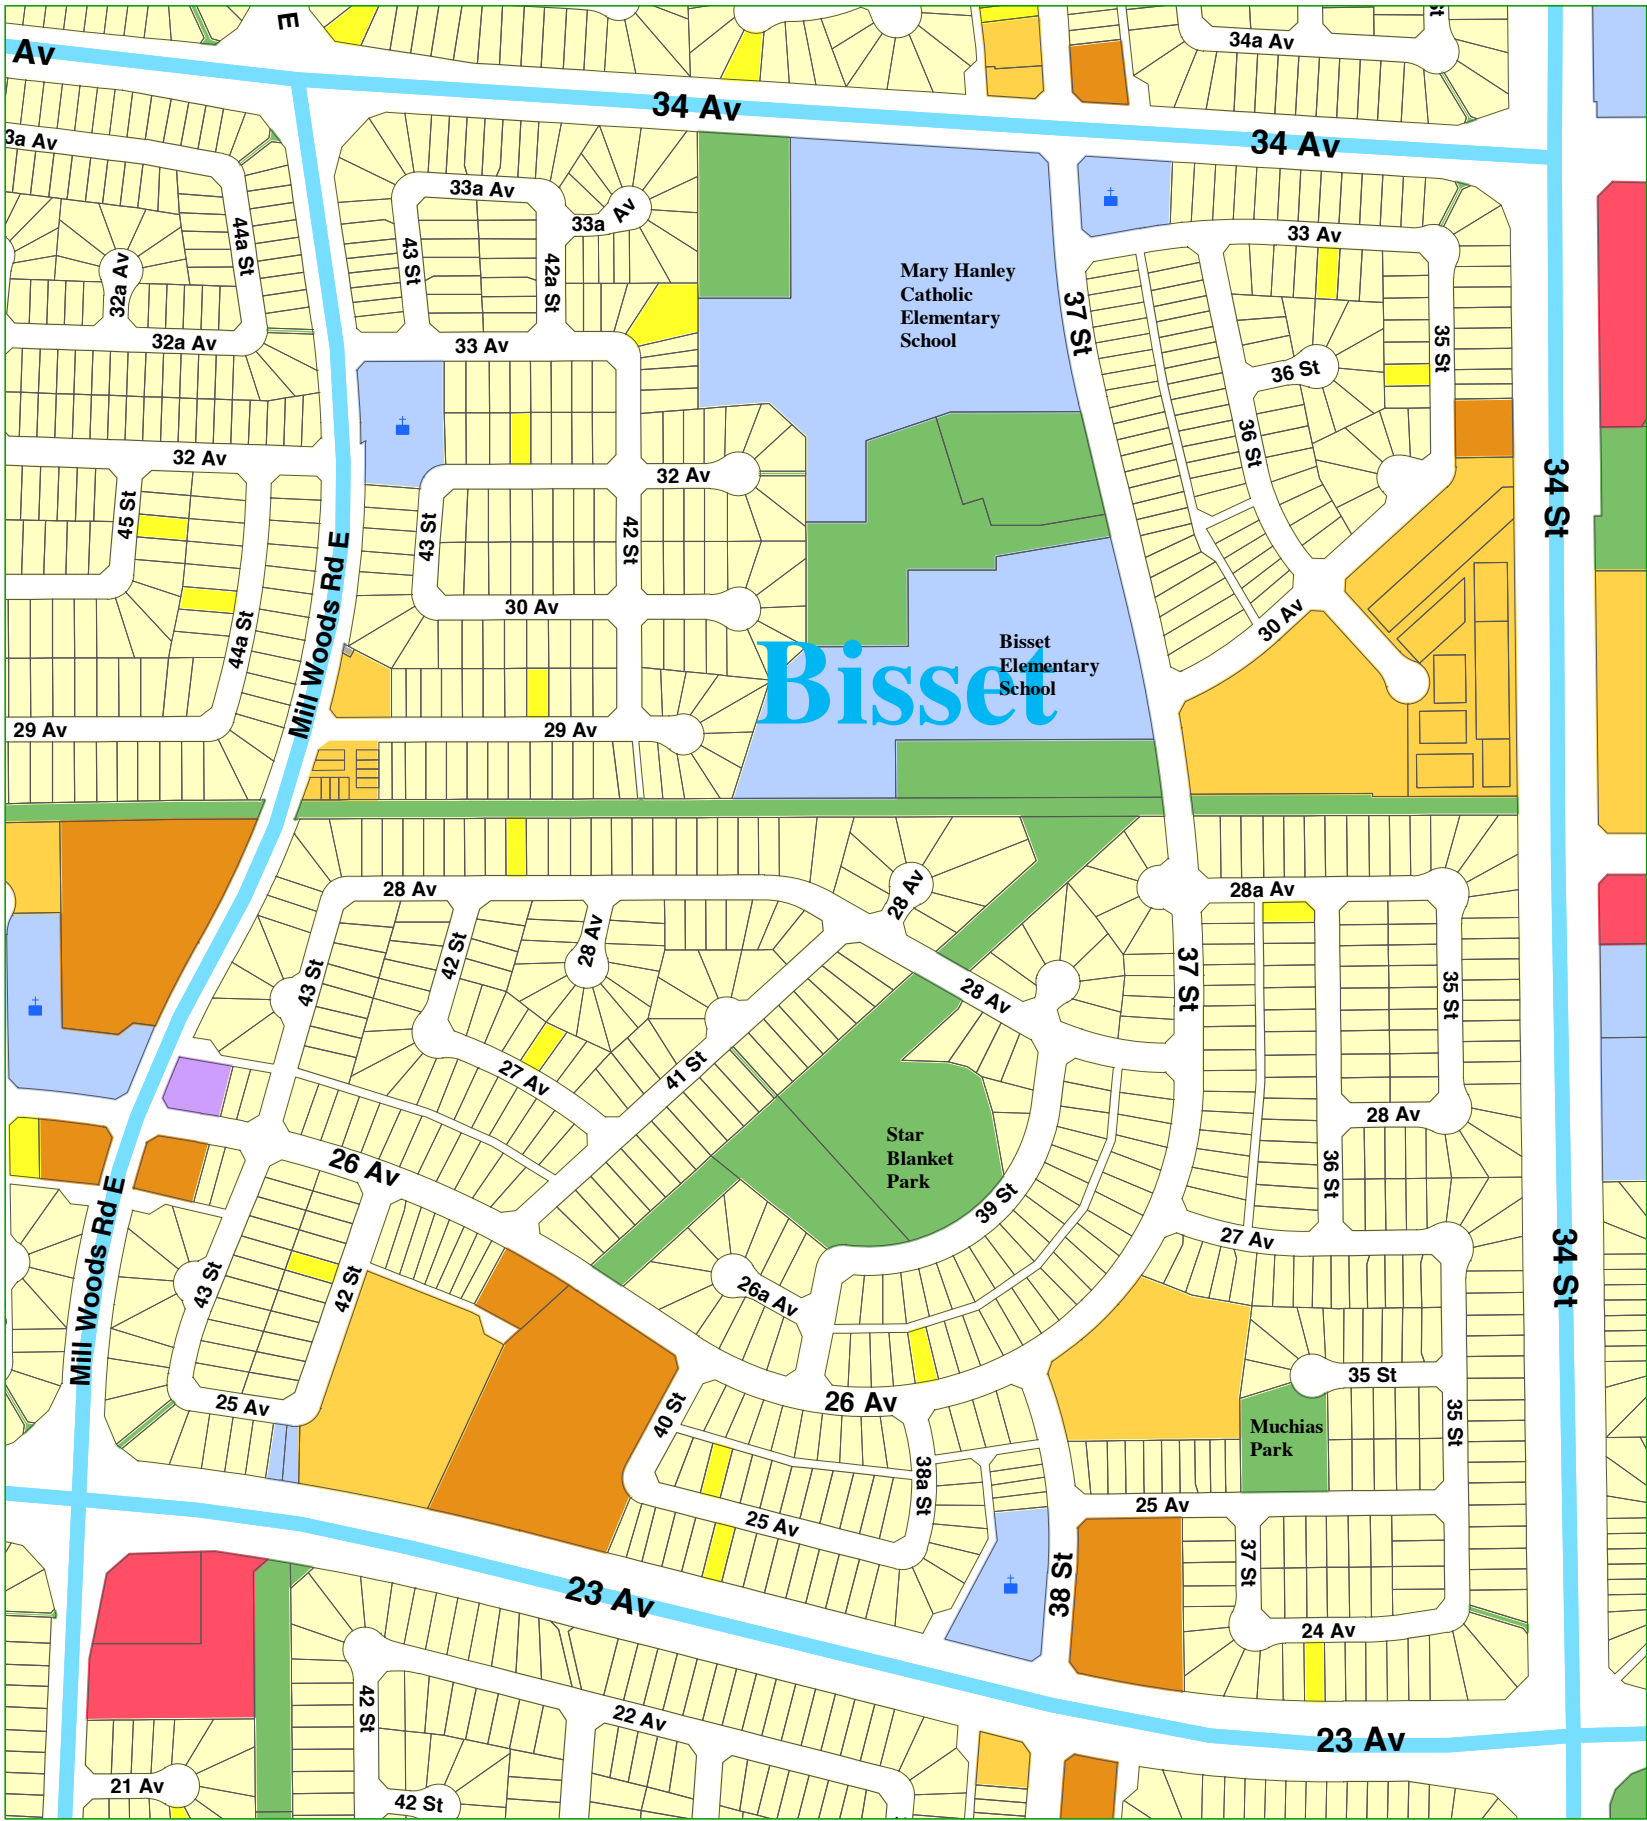 E
St
34a Av
Av
34 Av
34 Av
3a Av
33a Av
33a Av
44a St
43 St
42a St
32a Av
33 Av
37 St
Mary Hanley
Catholic
Elementary
School
32a Av
33 Av
35 St
36 St
36 St
32 Av
32 Av
34 St
45 St
43 St
42 St
Mill Woods Rd E
30 Av
30 Av
44a St
Bisset
Bisset
Elementary
School
29 Av
29 Av
28 Av
28 Av
28a Av
28 Av
42 St
43 St
28 Av
37 St
35 St
41 St
27 Av
28 Av
Star
Blanket
Park
36 St
26 Av
39 St
Mill Woods Rd E
27 Av
34 St
43 St
42 St
26a Av
35 St
25 Av
40 St
26 Av
Muchias
Park
35 St
38a St
25 Av
25 Av
37 St
38 St
23 Av
24 Av
42 St
22 Av
23 Av
21 Av
42 St